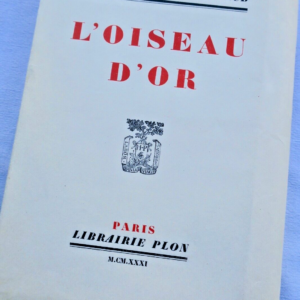 L'OISEAU
D'OR
PARIS
LIBRAIRIE PLON
M.CM.XXXI